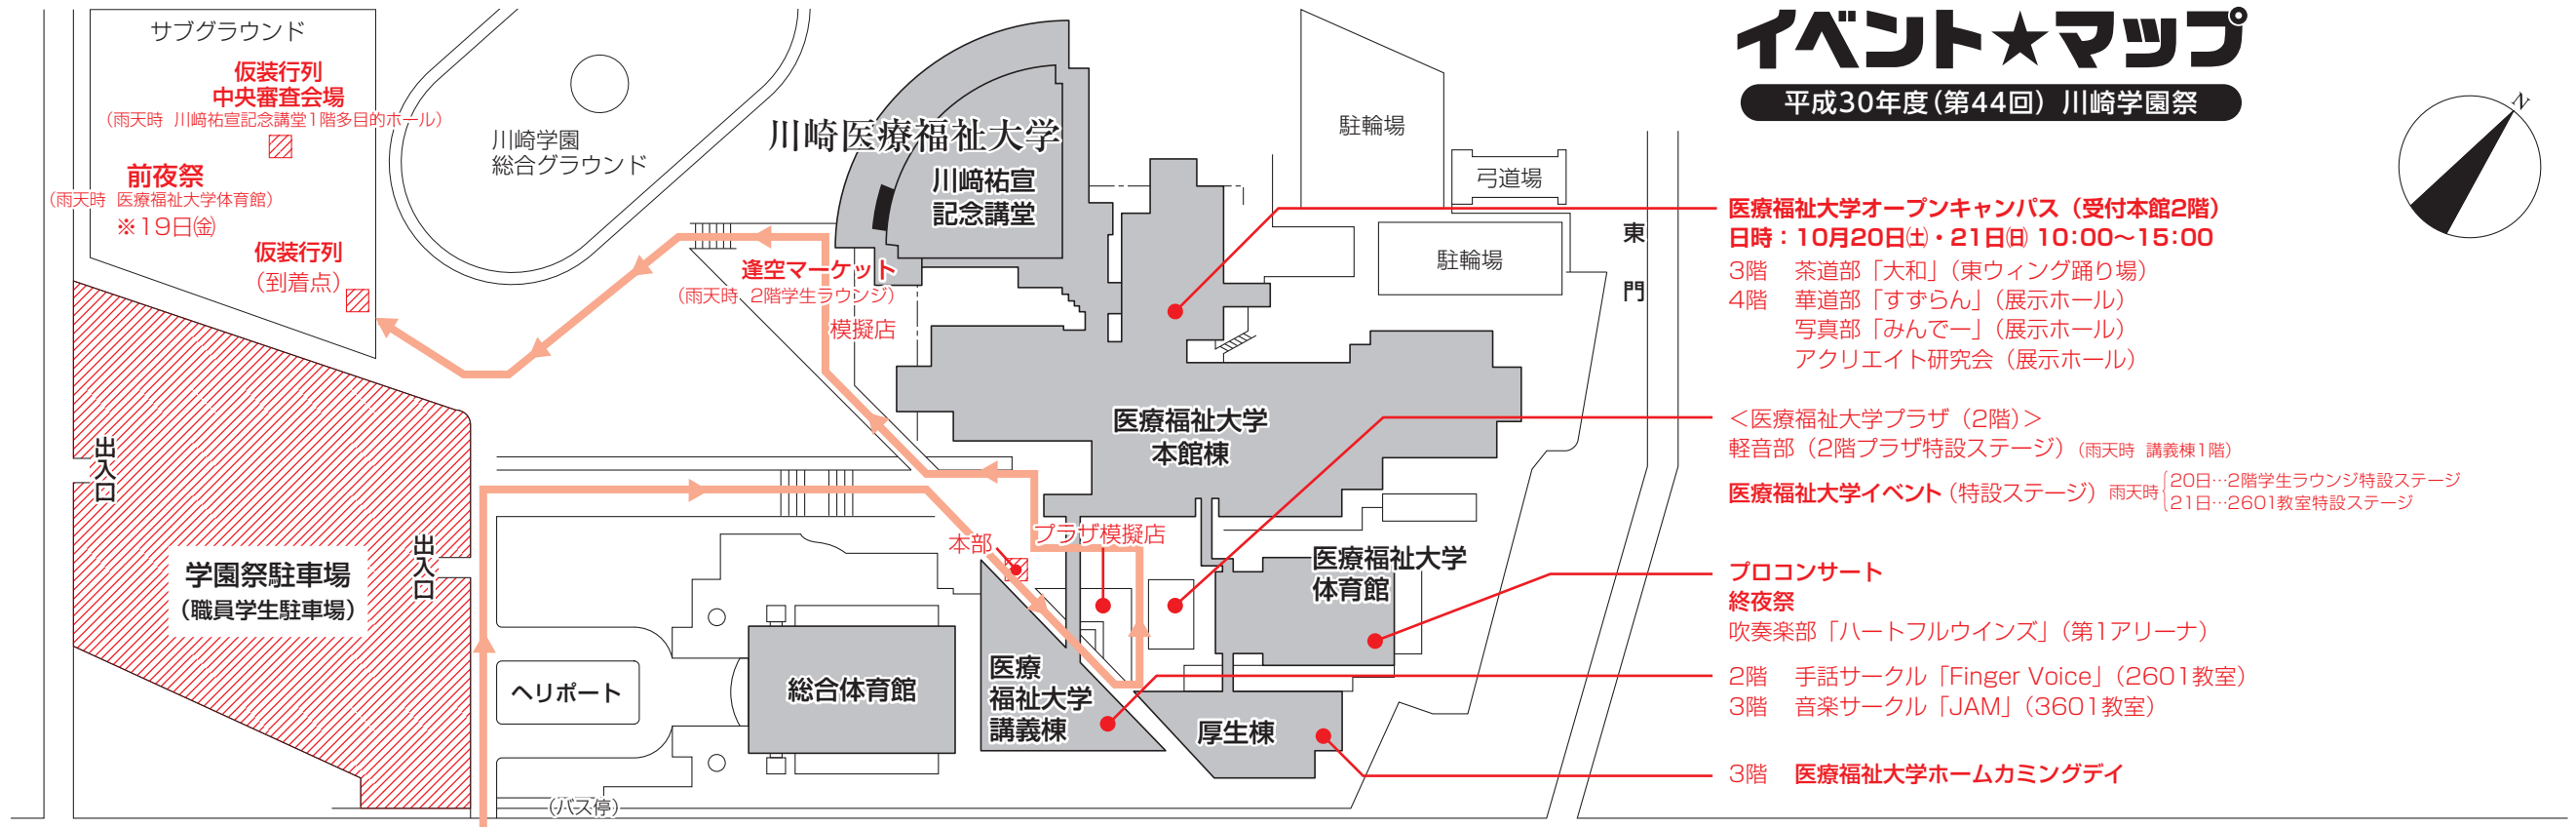 イベント★マップ
平成30年度(第44回) 川崎学園祭
N
サブグラウンド
仮装行列
中央審査会場
(雨天時 川﨑祐宣記念講堂1階多目的ホール)
前夜祭
(雨天時 医療福祉大学体育館)
※19日㈮
仮装行列
(到着点)
川崎学園
総合グラウンド
川崎医療福祉大学
川﨑祐宣
記念講堂
逢空マーケット
(雨天時 2階学生ラウンジ)
模擬店
駐輪場
弓道場
駐輪場
東門
医療福祉大学
本館棟
出入口
出入口
学園祭駐車場
(職員学生駐車場)
本部
プラザ模擬店
医療福祉大学
体育館
ヘリポート
総合体育館
医療
福祉大学
講義棟
厚生棟
(バス停)
医療福祉大学オープンキャンパス(受付本館2階)
日時:10月20日㈯・21日㈰ 10:00〜15:00
3階 茶道部「大和」(東ウィング踊り場)
4階 華道部「すずらん」(展示ホール)
写真部「みんでー」(展示ホール)
アクリエイト研究会(展示ホール)
<医療福祉大学プラザ(2階)>
軽音部(2階プラザ特設ステージ)(雨天時 講義棟1階)
医療福祉大学イベント(特設ステージ) 雨天時{20日…2階学生ラウンジ特設ステージ
21日…2601教室特設ステージ
プロコンサート
終夜祭
吹奏楽部「ハートフルウインズ」(第1アリーナ)
2階 手話サークル「Finger Voice」(2601教室)
3階 音楽サークル「JAM」(3601教室)
3階 医療福祉大学ホームカミングデイ